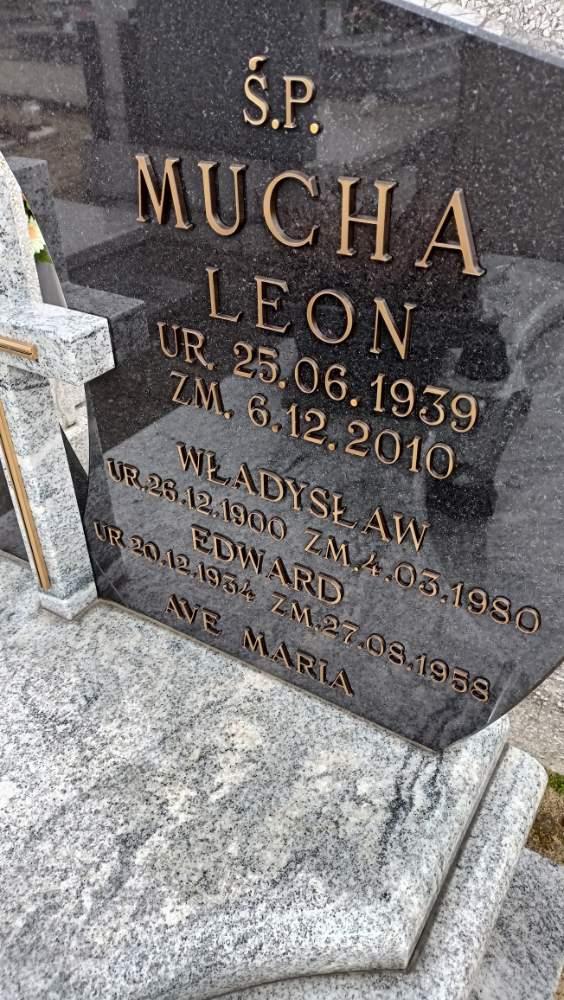 Ś.P.
MUCHA
LEON
UR. 25.06.1939
ZM. 6.12.2010
WŁADYSŁAW
UR.26.12.1900 ZM.4.03.1980
EDWARD
UR.20.12.1934 ZM.27.08.1958
AVE MARIA